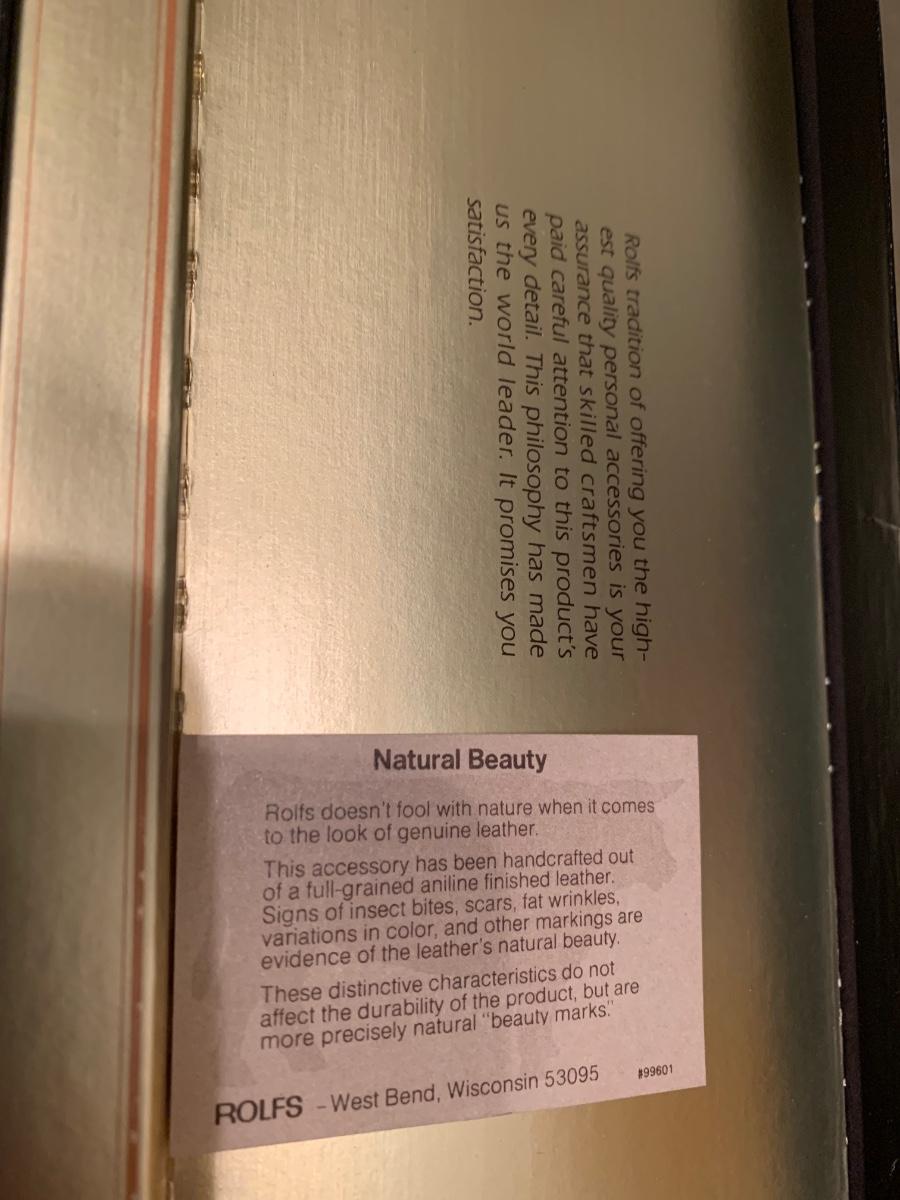 Rolfs tradition of offering you the high-
est quality personal accessories is your
assurance that skilled craftsmen have
paid careful attention to this product's
every detail. This philosophy has made
us the world leader. It promises you
satisfaction.
Natural Beauty
Rolfs doesn't fool with nature when it comes
to the look of genuine leather.
This accessory has been handcrafted out
of a full-grained aniline finished leather.
Signs of insect bites, scars, fat wrinkles,
variations in color, and other markings are
evidence of the leather's natural beauty.
These distinctive characteristics do not
affect the durability of the product, but are
more precisely natural "beauty marks."
ROLFS – West Bend, Wisconsin 53095 #99601